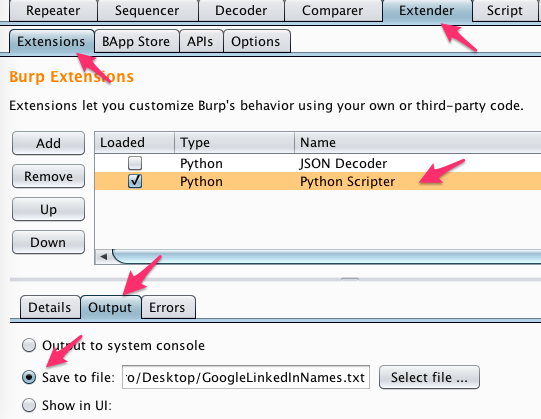 Repeater Sequencer Decoder Comparer Extender Script
Extensions BApp Store APIs Options
Burp Extensions
Extensions let you customize Burp's behavior using your own or third-party code.
Add
Remove
Up
Down
Loaded Type Name
Python JSON Decoder
Python Python Scripter
Details Output Errors
Output to system console
Save to file: ro/Desktop/GoogleLinkedInNames.txt Select file ...
Show in UI: